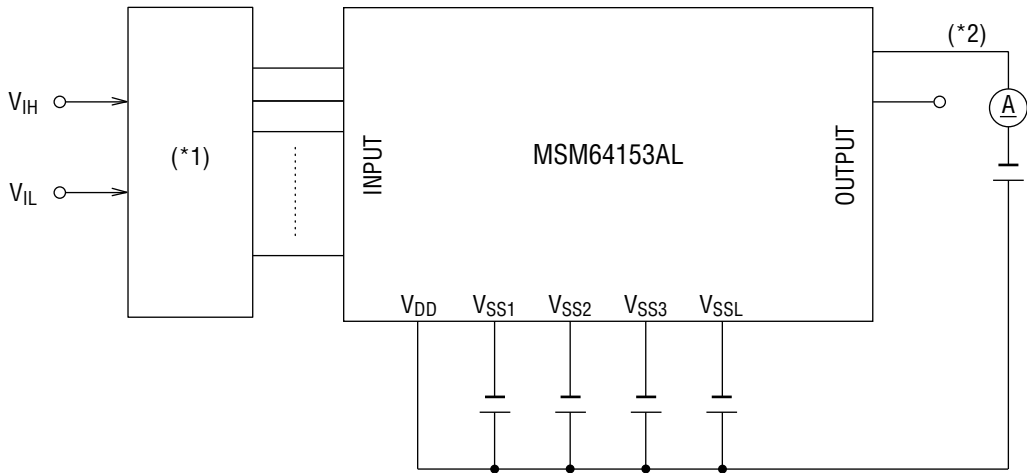 (*2)
V_IH
V_IL
(*1)
INPUT
MSM64153AL
OUTPUT
A
V_DD V_SS1 V_SS2 V_SS3 V_SSL